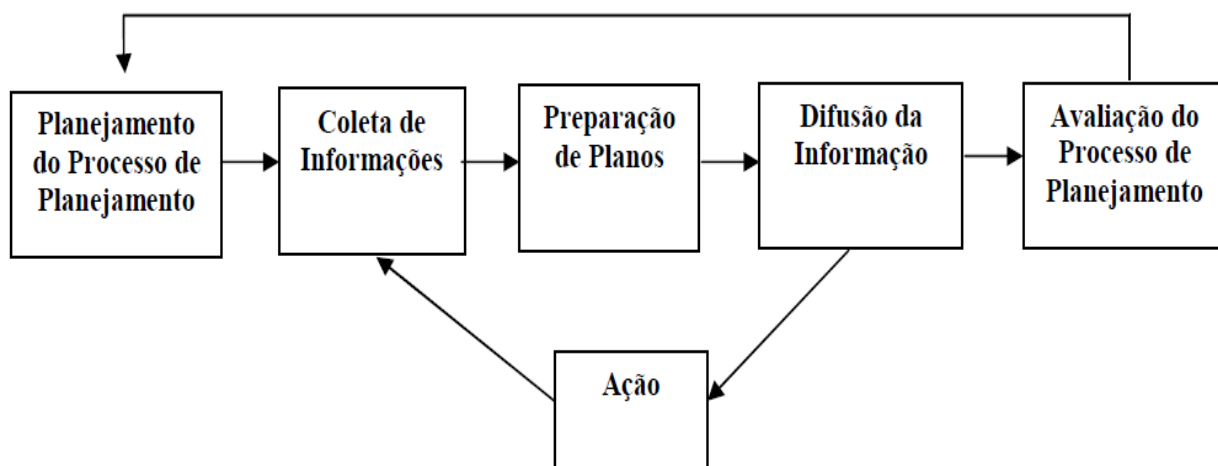 Planejamento
do Processo de
Planejamento
Coleta de
Informações
Preparação
de Planos
Difusão da
Informação
Avaliação do
Processo de
Planejamento
Ação